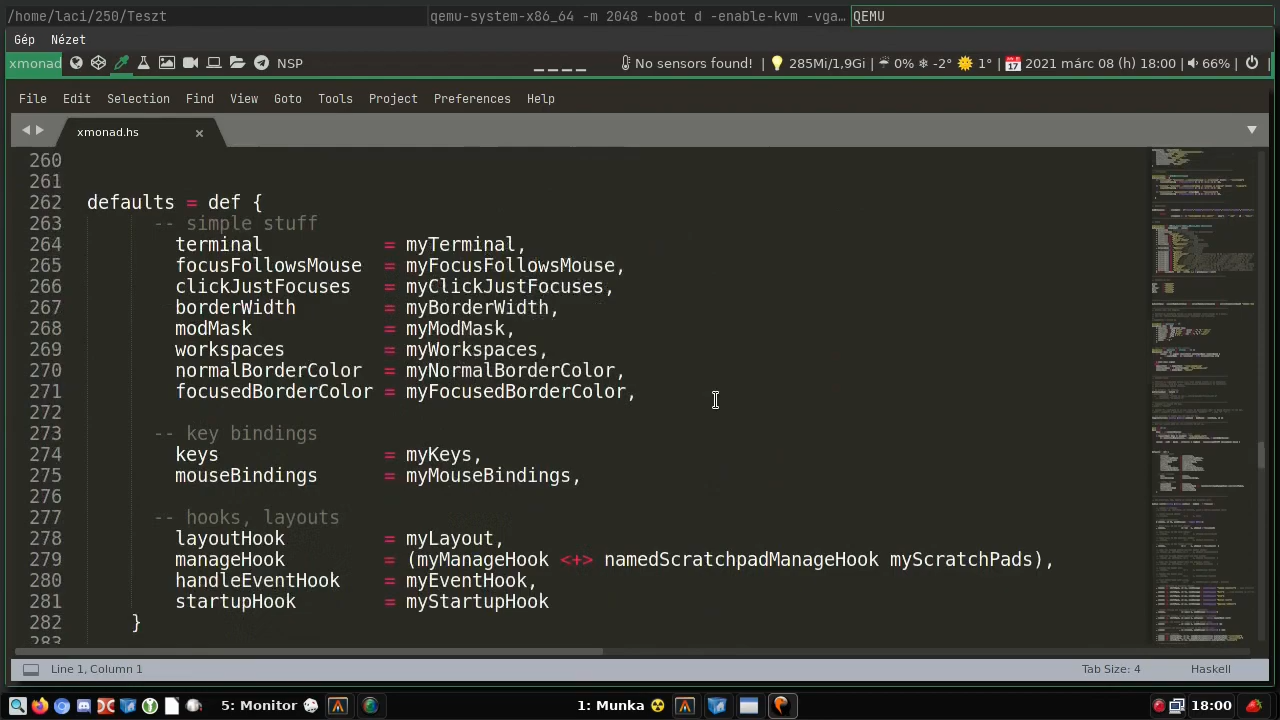 /home/laci/250/Teszt qemu-system-x86_64 -m 2048 -boot d -enable-kvm -vga… QEMU
Gép Nézet
xmonad NSP No sensors found! | 285Mi/1,9Gi | 0% -2° 1° | 2021 márc 08 (h) 18:00 | 66% | |
File Edit Selection Find View Goto Tools Project Preferences Help
xmonad.hs ×
260
261
262 defaults = def {
263 -- simple stuff
264 terminal = myTerminal,
265 focusFollowsMouse = myFocusFollowsMouse,
266 clickJustFocuses = myClickJustFocuses,
267 borderWidth = myBorderWidth,
268 modMask = myModMask,
269 workspaces = myWorkspaces,
270 normalBorderColor = myNormalBorderColor,
271 focusedBorderColor = myFocusedBorderColor,
272
273 -- key bindings
274 keys = myKeys,
275 mouseBindings = myMouseBindings,
276
277 -- hooks, layouts
278 layoutHook = myLayout,
279 manageHook = (myManageHook <+> namedScratchpadManageHook myScratchPads),
280 handleEventHook = myEventHook,
281 startupHook = myStartupHook
282 }
283
Line 1, Column 1 Tab Size: 4 Haskell
5: Monitor 1: Munka 18:00